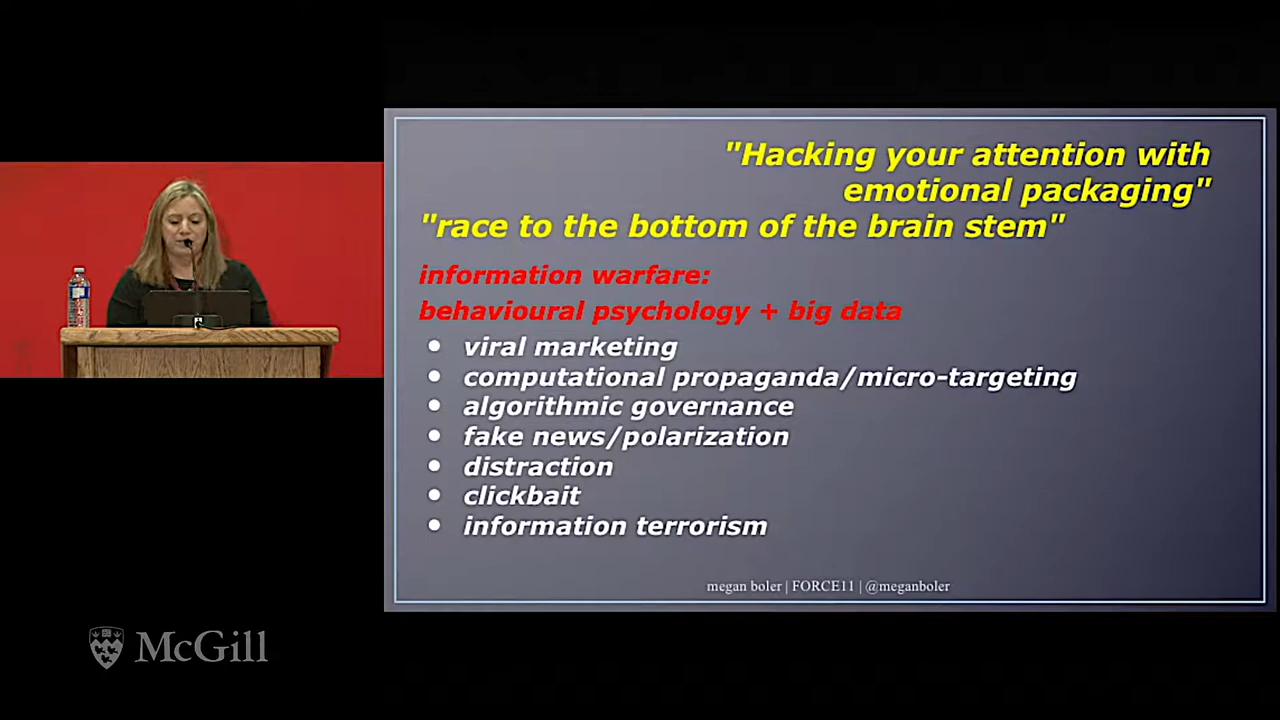 "Hacking your attention with
emotional packaging"
"race to the bottom of the brain stem"
information warfare:
behavioural psychology + big data
• viral marketing
• computational propaganda/micro-targeting
• algorithmic governance
• fake news/polarization
• distraction
• clickbait
• information terrorism
megan boler | FORCE11 | @meganboler
McGill